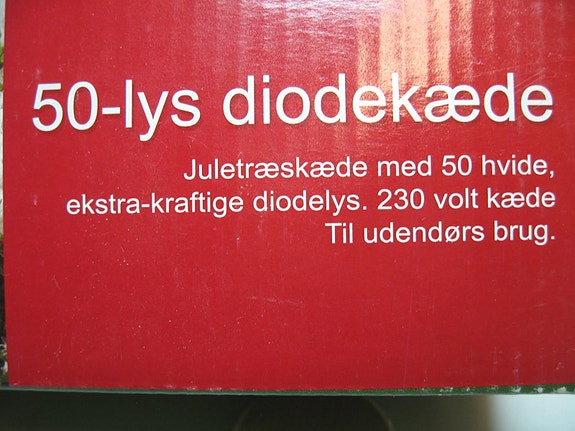 50-lys diodekæde
Juletræskæde med 50 hvide,
ekstra-kraftige diodelys. 230 volt kæde
Til udendørs brug.